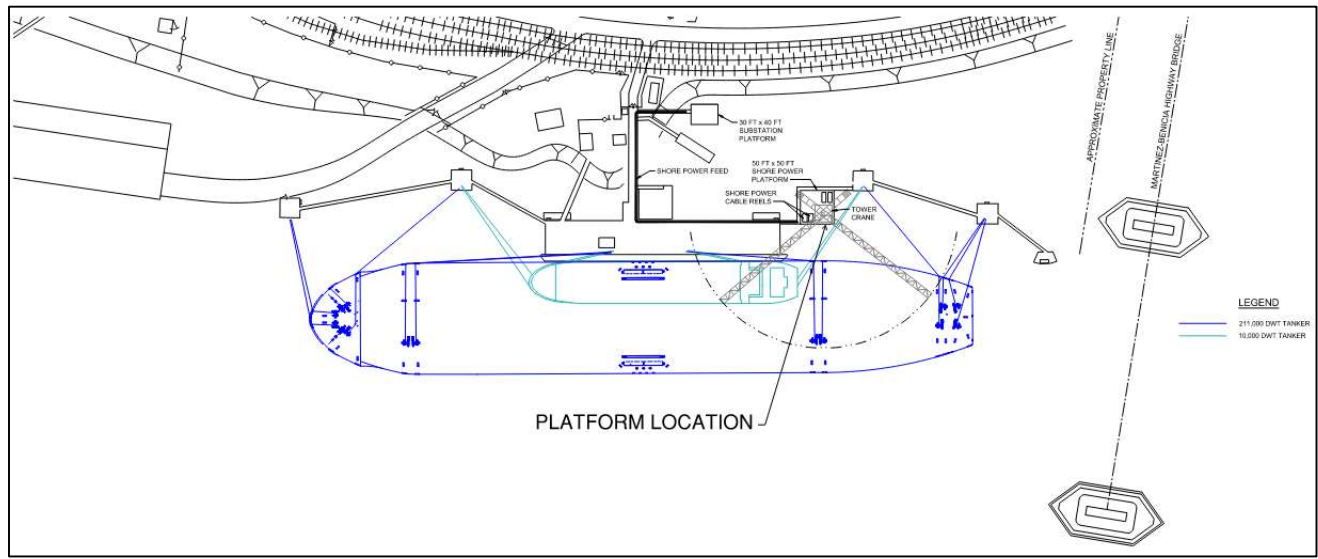 APPROXIMATE PROPERTY LINE
MARTINEZ-BENICIA HIGHWAY BRIDGE
30 FT x 40 FT
SUBSTATION
PLATFORM
SHORE POWER FEED
50 FT x 50 FT
SHORE POWER
PLATFORM
SHORE POWER
CABLE REELS
TOWER
CRANE
LEGEND
211,000 DWT TANKER
10,000 DWT TANKER
PLATFORM LOCATION